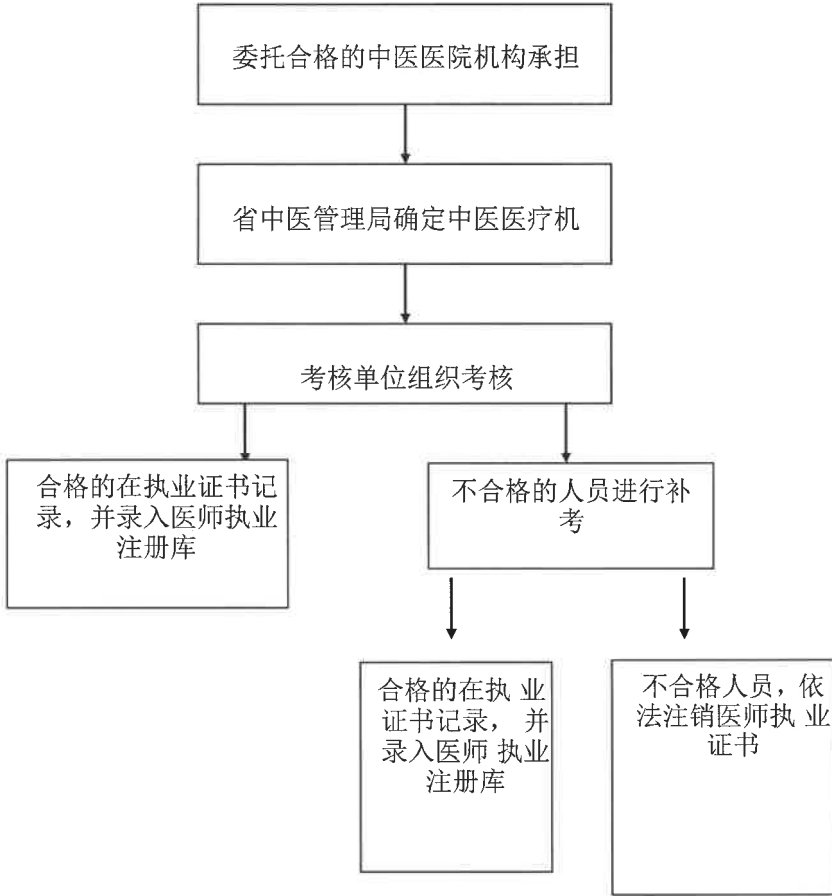 委托合格的中医医院机构承担
省中医管理局确定中医医疗机
考核单位组织考核
合格的在执业证书记
录，并录入医师执业
注册库
不合格的人员进行补
考
合格的在执 业
证书记录， 并
录入医师 执业
注册库
不合格人员，依
法注销医师执 业
证书